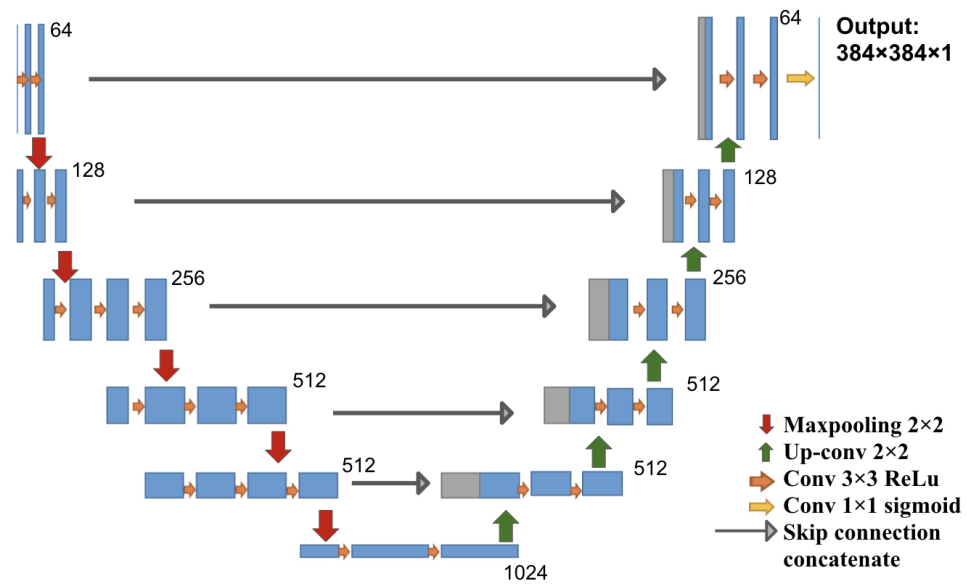 64
64
Output:
384×384×1
128
128
256
256
512
512
512
512
1024
Maxpooling 2×2
Up-conv 2×2
Conv 3×3 ReLu
Conv 1×1 sigmoid
Skip connection
concatenate